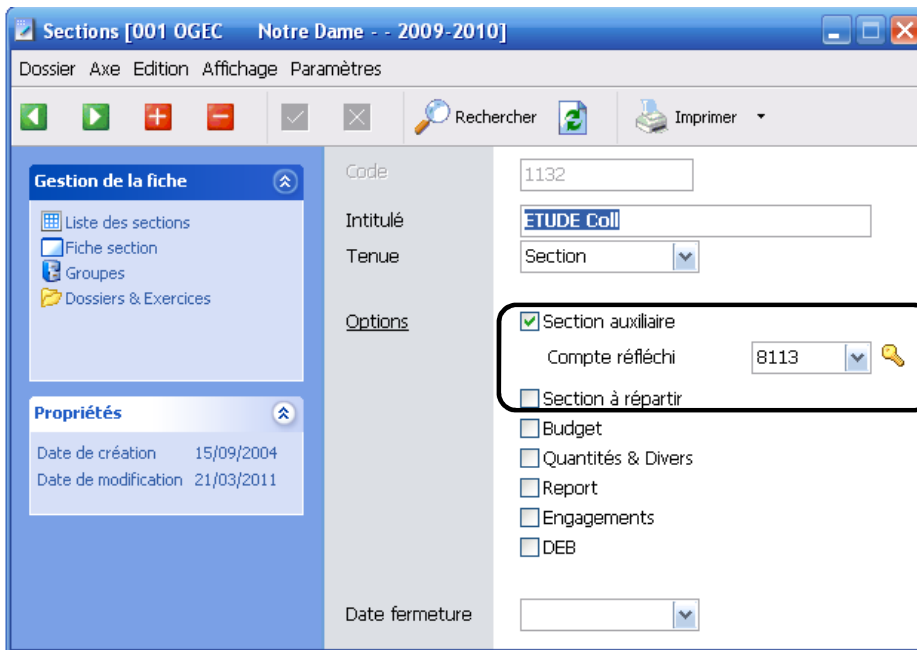 Sections [001 OGEC Notre Dame - - 2009-2010]
Dossier Axe Edition Affichage Paramètres
Rechercher Imprimer
Gestion de la fiche
Liste des sections
Fiche section
Groupes
Dossiers & Exercices
Propriétés
Date de création 15/09/2004
Date de modification 21/03/2011
Code 1132
Intitulé ETUDE Coll
Tenue Section
Options Section auxiliaire
Compte réfléchi 8113
Section à répartir
Budget
Quantités & Divers
Report
Engagements
DEB
Date fermeture